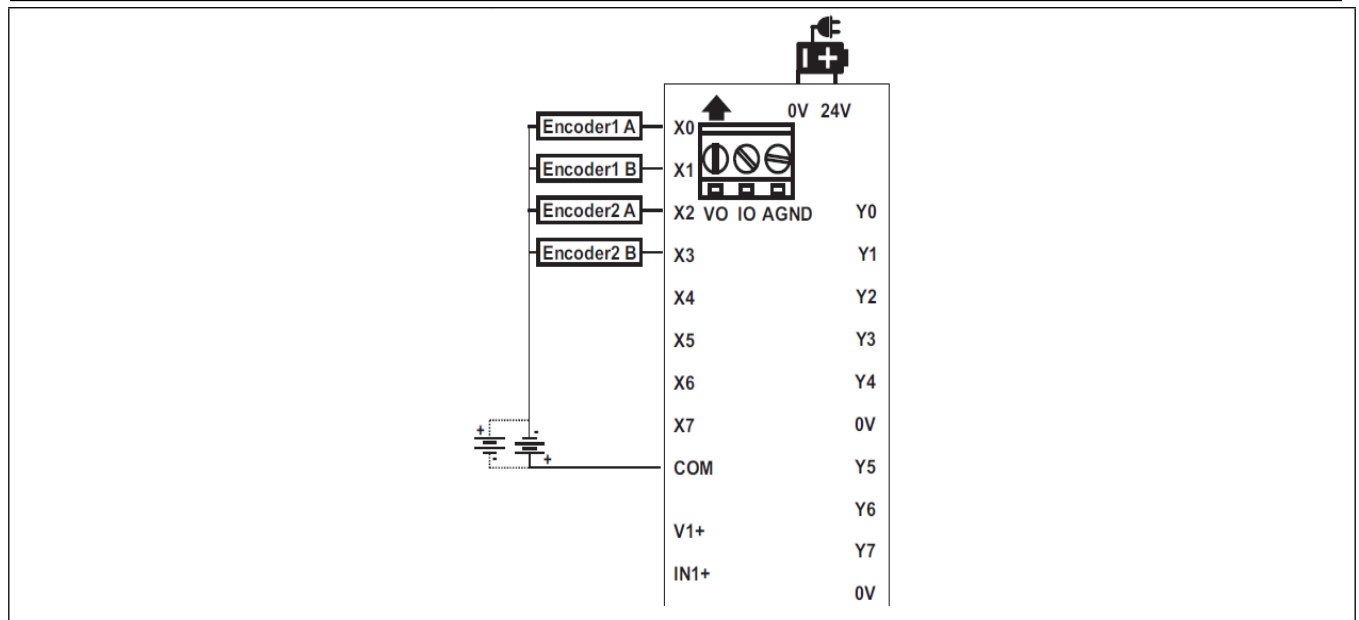 0V 24V
Encoder1 A
X0
Encoder1 B
X1
Encoder2 A
X2
VO IO AGND
Y0
Encoder2 B
X3
Y1
X4
Y2
X5
Y3
X6
Y4
X7
0V
+
-
-
+
COM
Y5
Y6
V1+
Y7
IN1+
0V